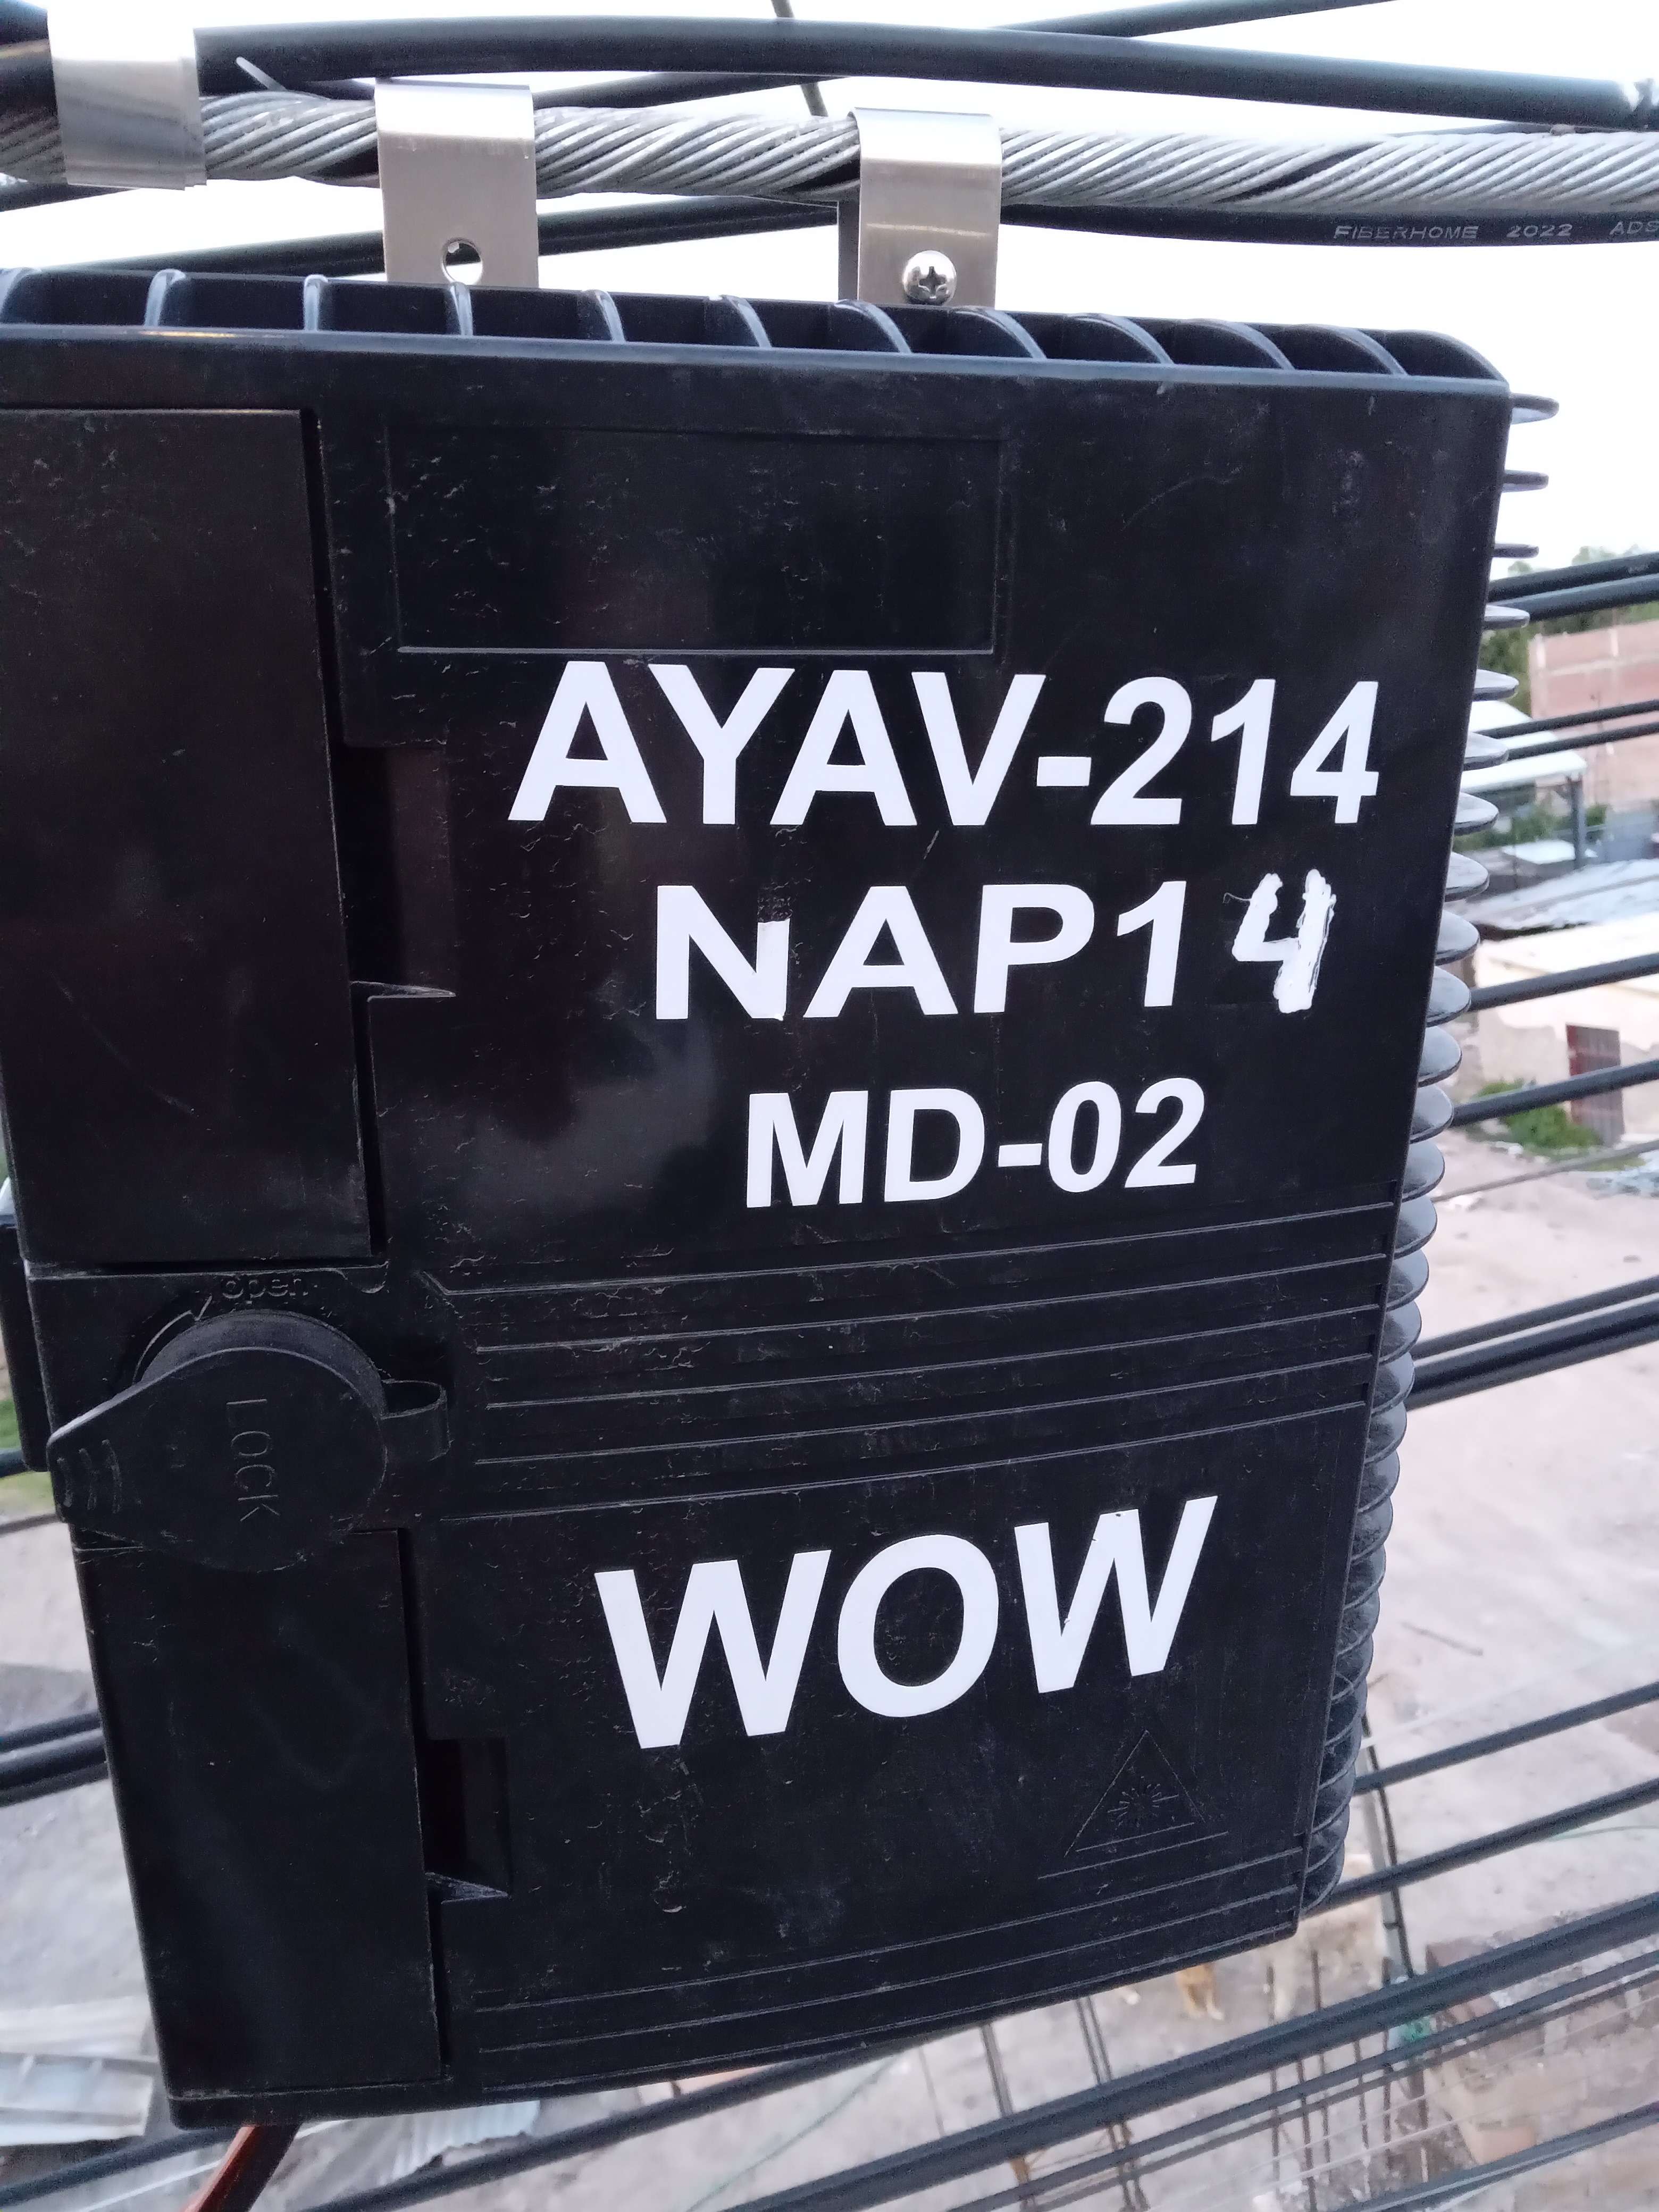 FIBERHOME 2022 ADS
AYAV-214
NAP14
MD-02
open
LOCK
WOW